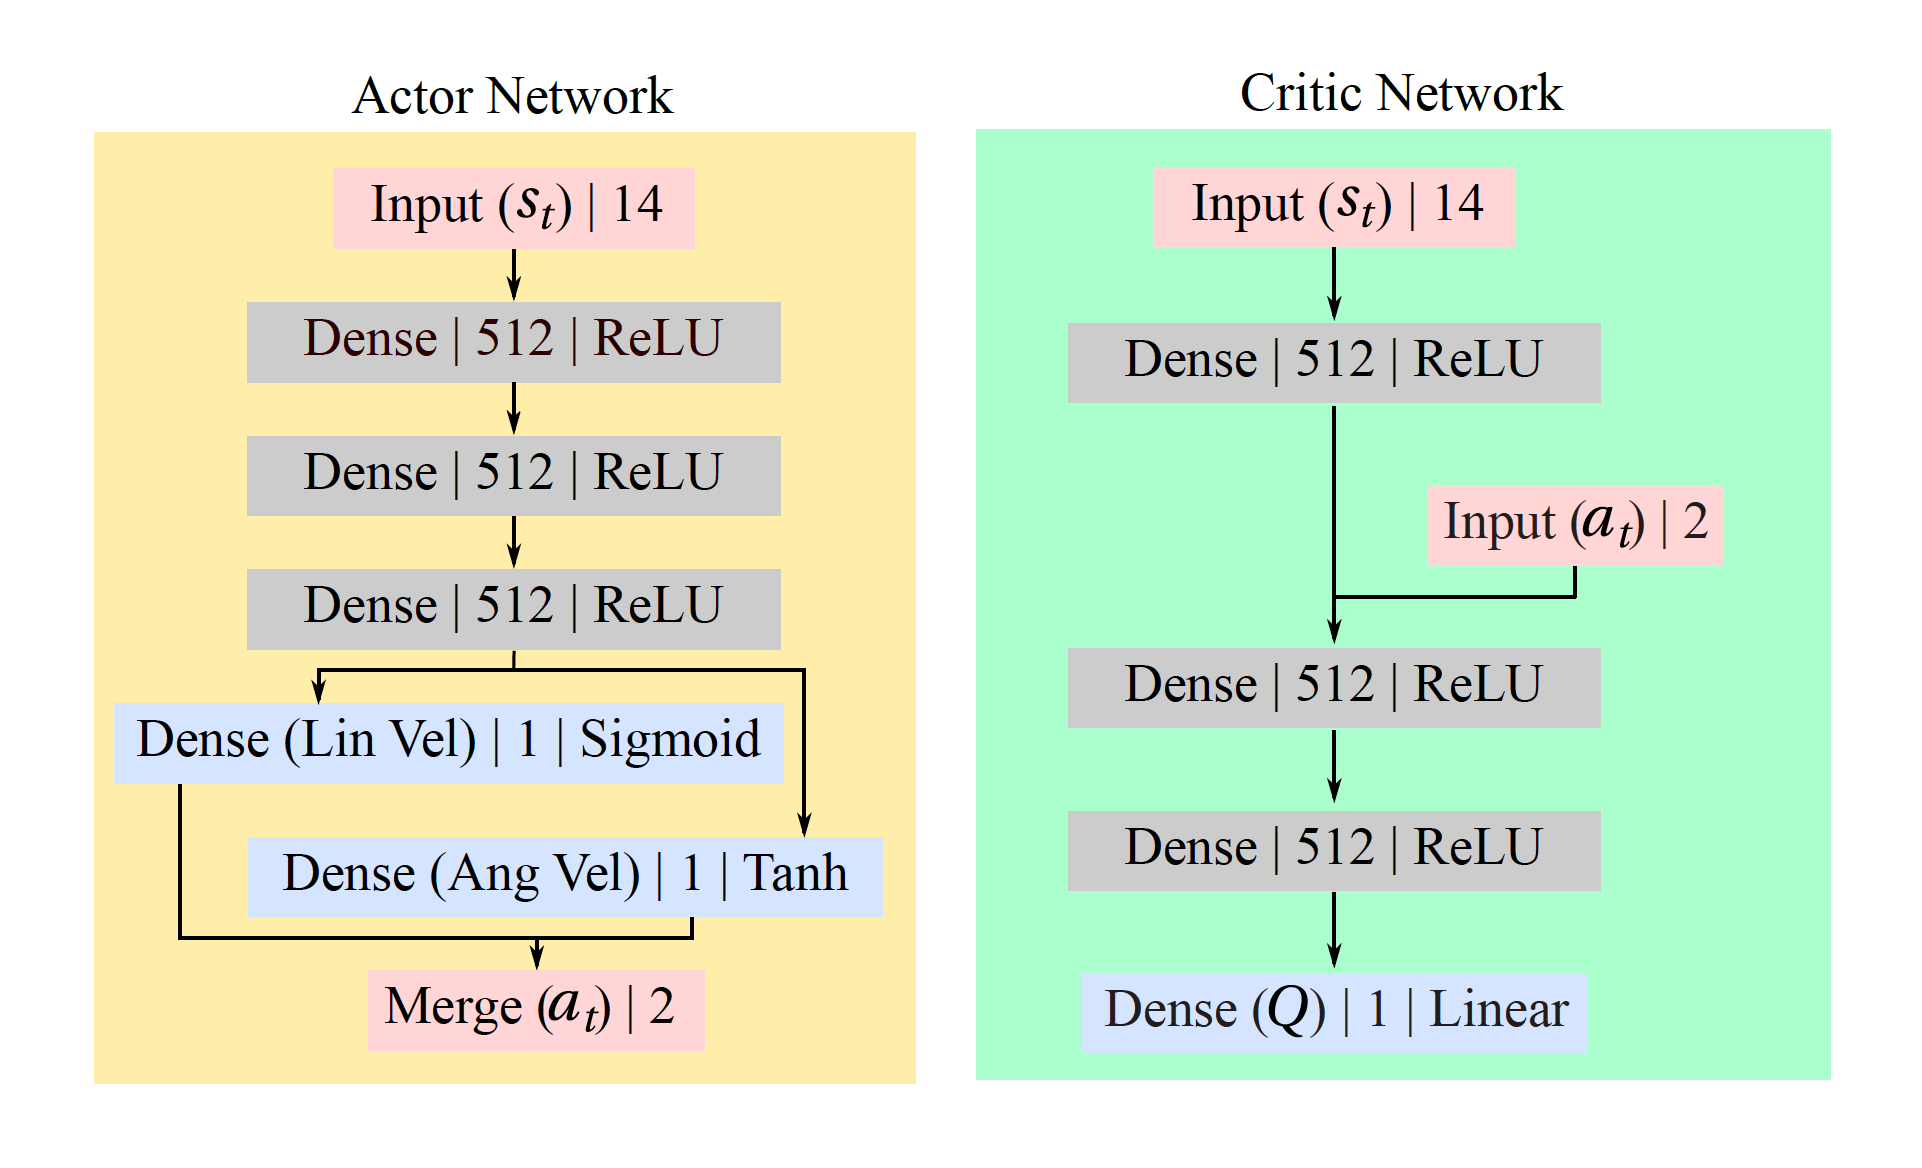 Actor Network
Input (s_t) | 14
Dense | 512 | ReLU
Dense | 512 | ReLU
Dense | 512 | ReLU
Dense (Lin Vel) | 1 | Sigmoid
Dense (Ang Vel) | 1 | Tanh
Merge (a_t) | 2
Critic Network
Input (s_t) | 14
Dense | 512 | ReLU
Input (a_t) | 2
Dense | 512 | ReLU
Dense | 512 | ReLU
Dense (Q) | 1 | Linear